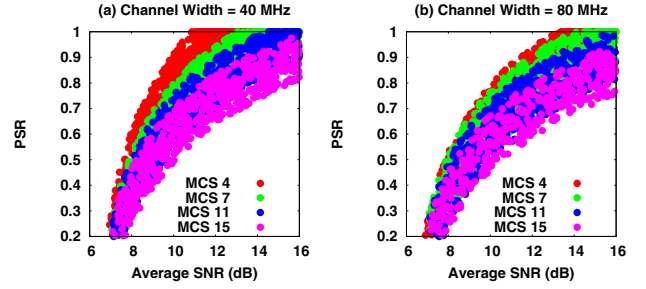 (a) Channel Width = 40 MHz
PSR
1
0.9
0.8
0.7
0.6
0.5
0.4
0.3
0.2
MCS 4
MCS 7
MCS 11
MCS 15
6 8 10 12 14 16
Average SNR (dB)
(b) Channel Width = 80 MHz
PSR
1
0.9
0.8
0.7
0.6
0.5
0.4
0.3
0.2
MCS 4
MCS 7
MCS 11
MCS 15
6 8 10 12 14 16
Average SNR (dB)